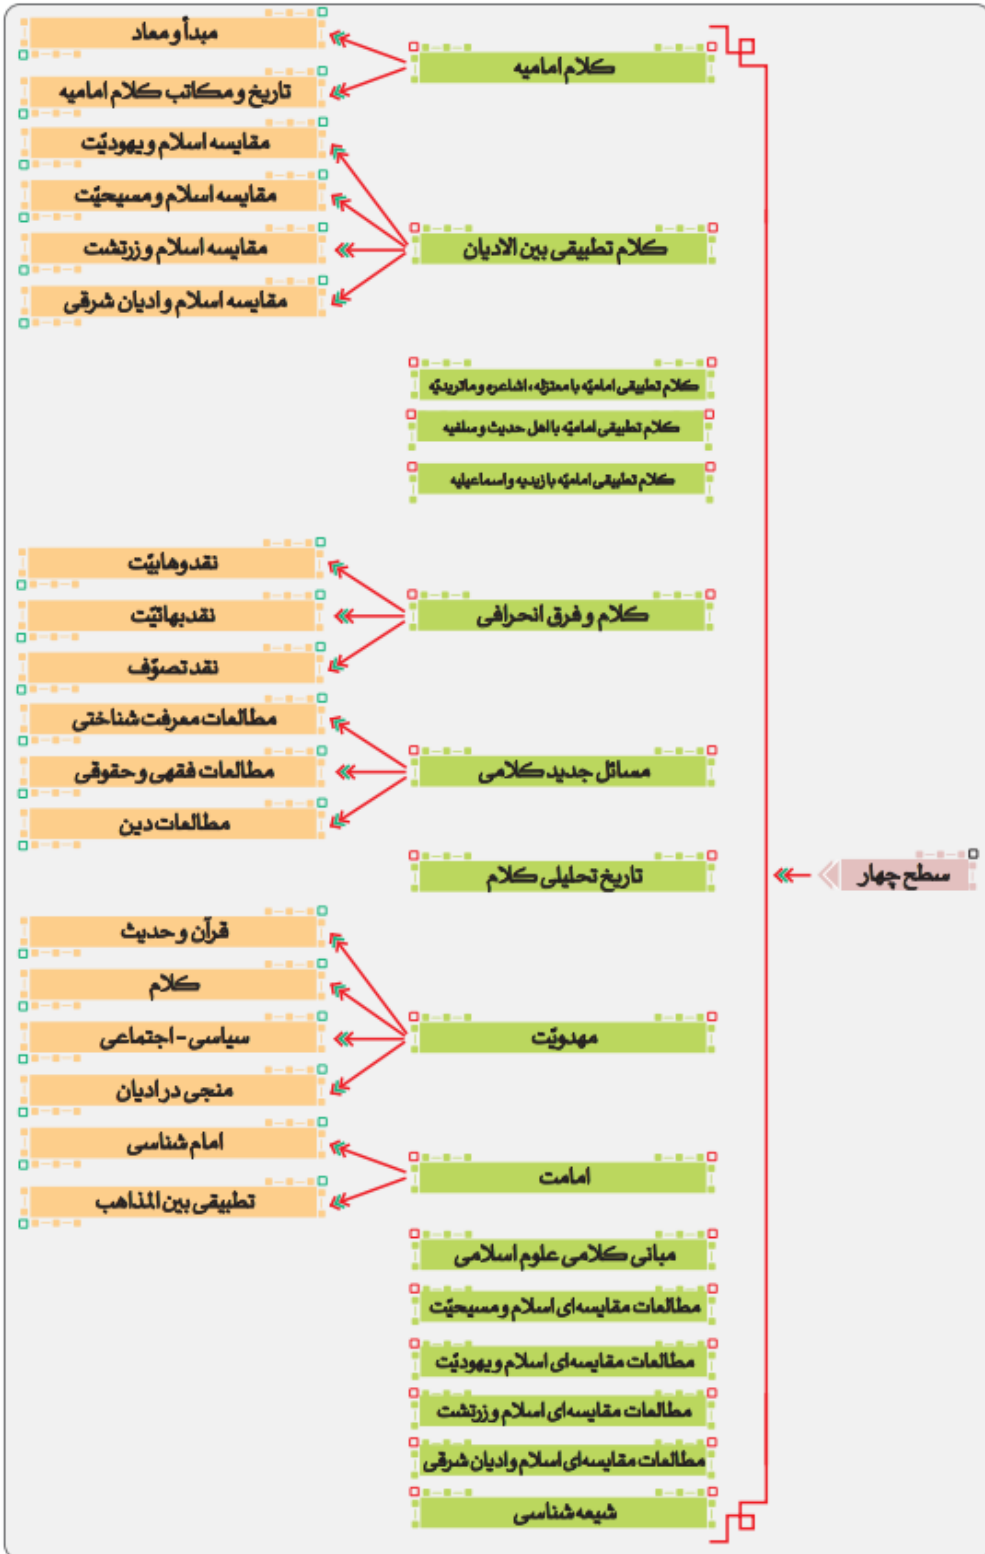 سطح چهار
کلام امامیه
مبدأ و معاد
تاریخ و مکاتب کلام امامیه
کلام تطبیقی بین الادیان
مقایسه اسلام و یهودیّت
مقایسه اسلام و مسیحیّت
مقایسه اسلام و زرتشت
مقایسه اسلام و ادیان شرقی
کلام تطبیقی امامیّه با معتزله، اشاعره و ماتریدیّه
کلام تطبیقی امامیّه با اهل حدیث و سلفیه
کلام تطبیقی امامیّه با زیدیه و اسماعیلیه
کلام و فرق انحرافی
نقد وهابیّت
نقد بهائیّت
نقد تصوّف
مسائل جدید کلامی
مطالعات معرفت شناختی
مطالعات فقهی و حقوقی
مطالعات دین
تاریخ تحلیلی کلام
مهدویّت
قرآن و حدیث
کلام
سیاسی - اجتماعی
منجی در ادیان
امامت
امام شناسی
تطبیقی بین المذاهب
مبانی کلامی علوم اسلامی
مطالعات مقایسه‌ای اسلام و مسیحیّت
مطالعات مقایسه‌ای اسلام و یهودیّت
مطالعات مقایسه‌ای اسلام و زرتشت
مطالعات مقایسه‌ای اسلام و ادیان شرقی
شیعه شناسی